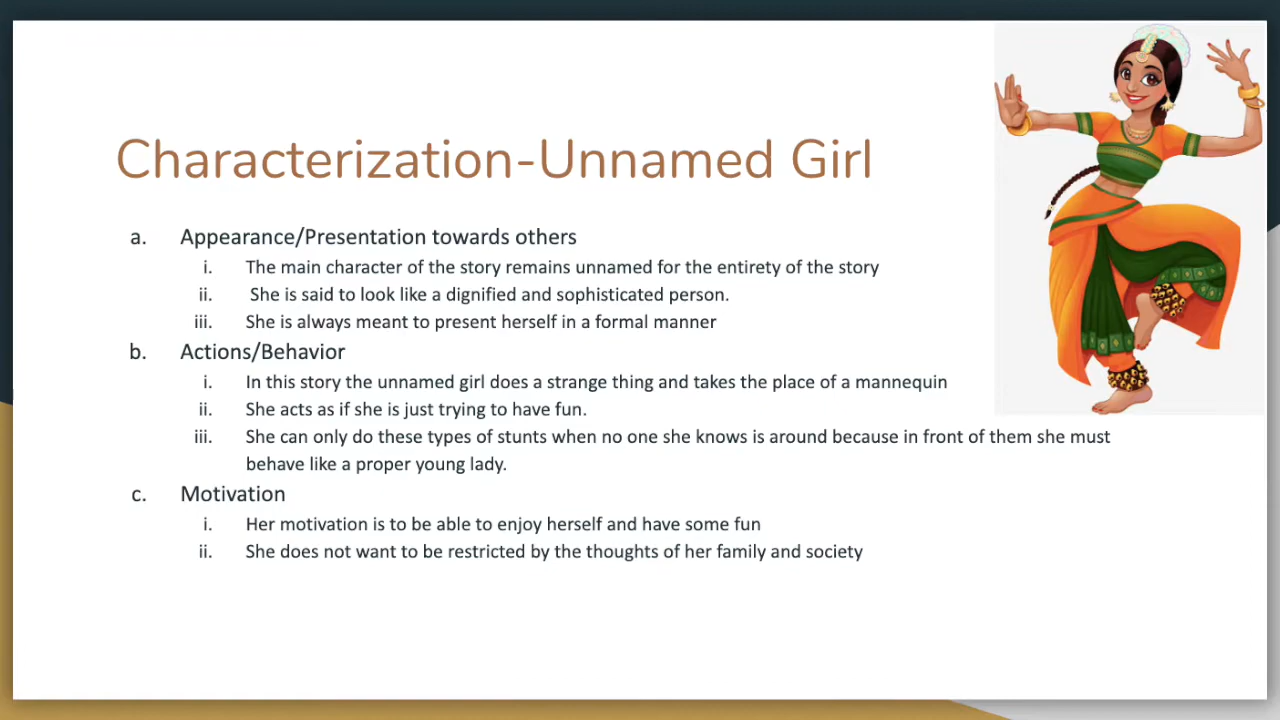 Characterization-Unnamed Girl
a. Appearance/Presentation towards others
i. The main character of the story remains unnamed for the entirety of the story
ii. She is said to look like a dignified and sophisticated person.
iii. She is always meant to present herself in a formal manner
b. Actions/Behavior
i. In this story the unnamed girl does a strange thing and takes the place of a mannequin
ii. She acts as if she is just trying to have fun.
iii. She can only do these types of stunts when no one she knows is around because in front of them she must
behave like a proper young lady.
c. Motivation
i. Her motivation is to be able to enjoy herself and have some fun
ii. She does not want to be restricted by the thoughts of her family and society